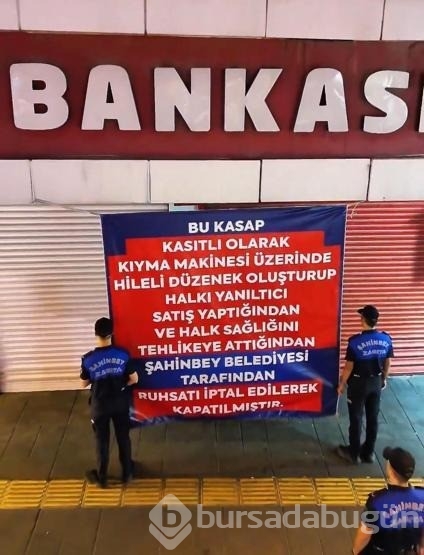 BANKASI
BU KASAP
KASITLI OLARAK
KIYMA MAKİNESİ ÜZERİNDE
HİLELİ DÜZENEK OLUŞTURUP
HALKI YANILTICI
SATIŞ YAPTIĞINDAN
VE HALK SAĞLIĞINI
TEHLİKEYE ATTIĞINDAN
ŞAHİNBEY BELEDİYESİ
TARAFINDAN
RUHSATI İPTAL EDİLEREK
KAPATILMIŞTIR.
ŞAHİNBEY
ZABITA
ŞAHİNBEY
ZABITA
ŞAHİNBEY
ZABITA
b bursadabugün